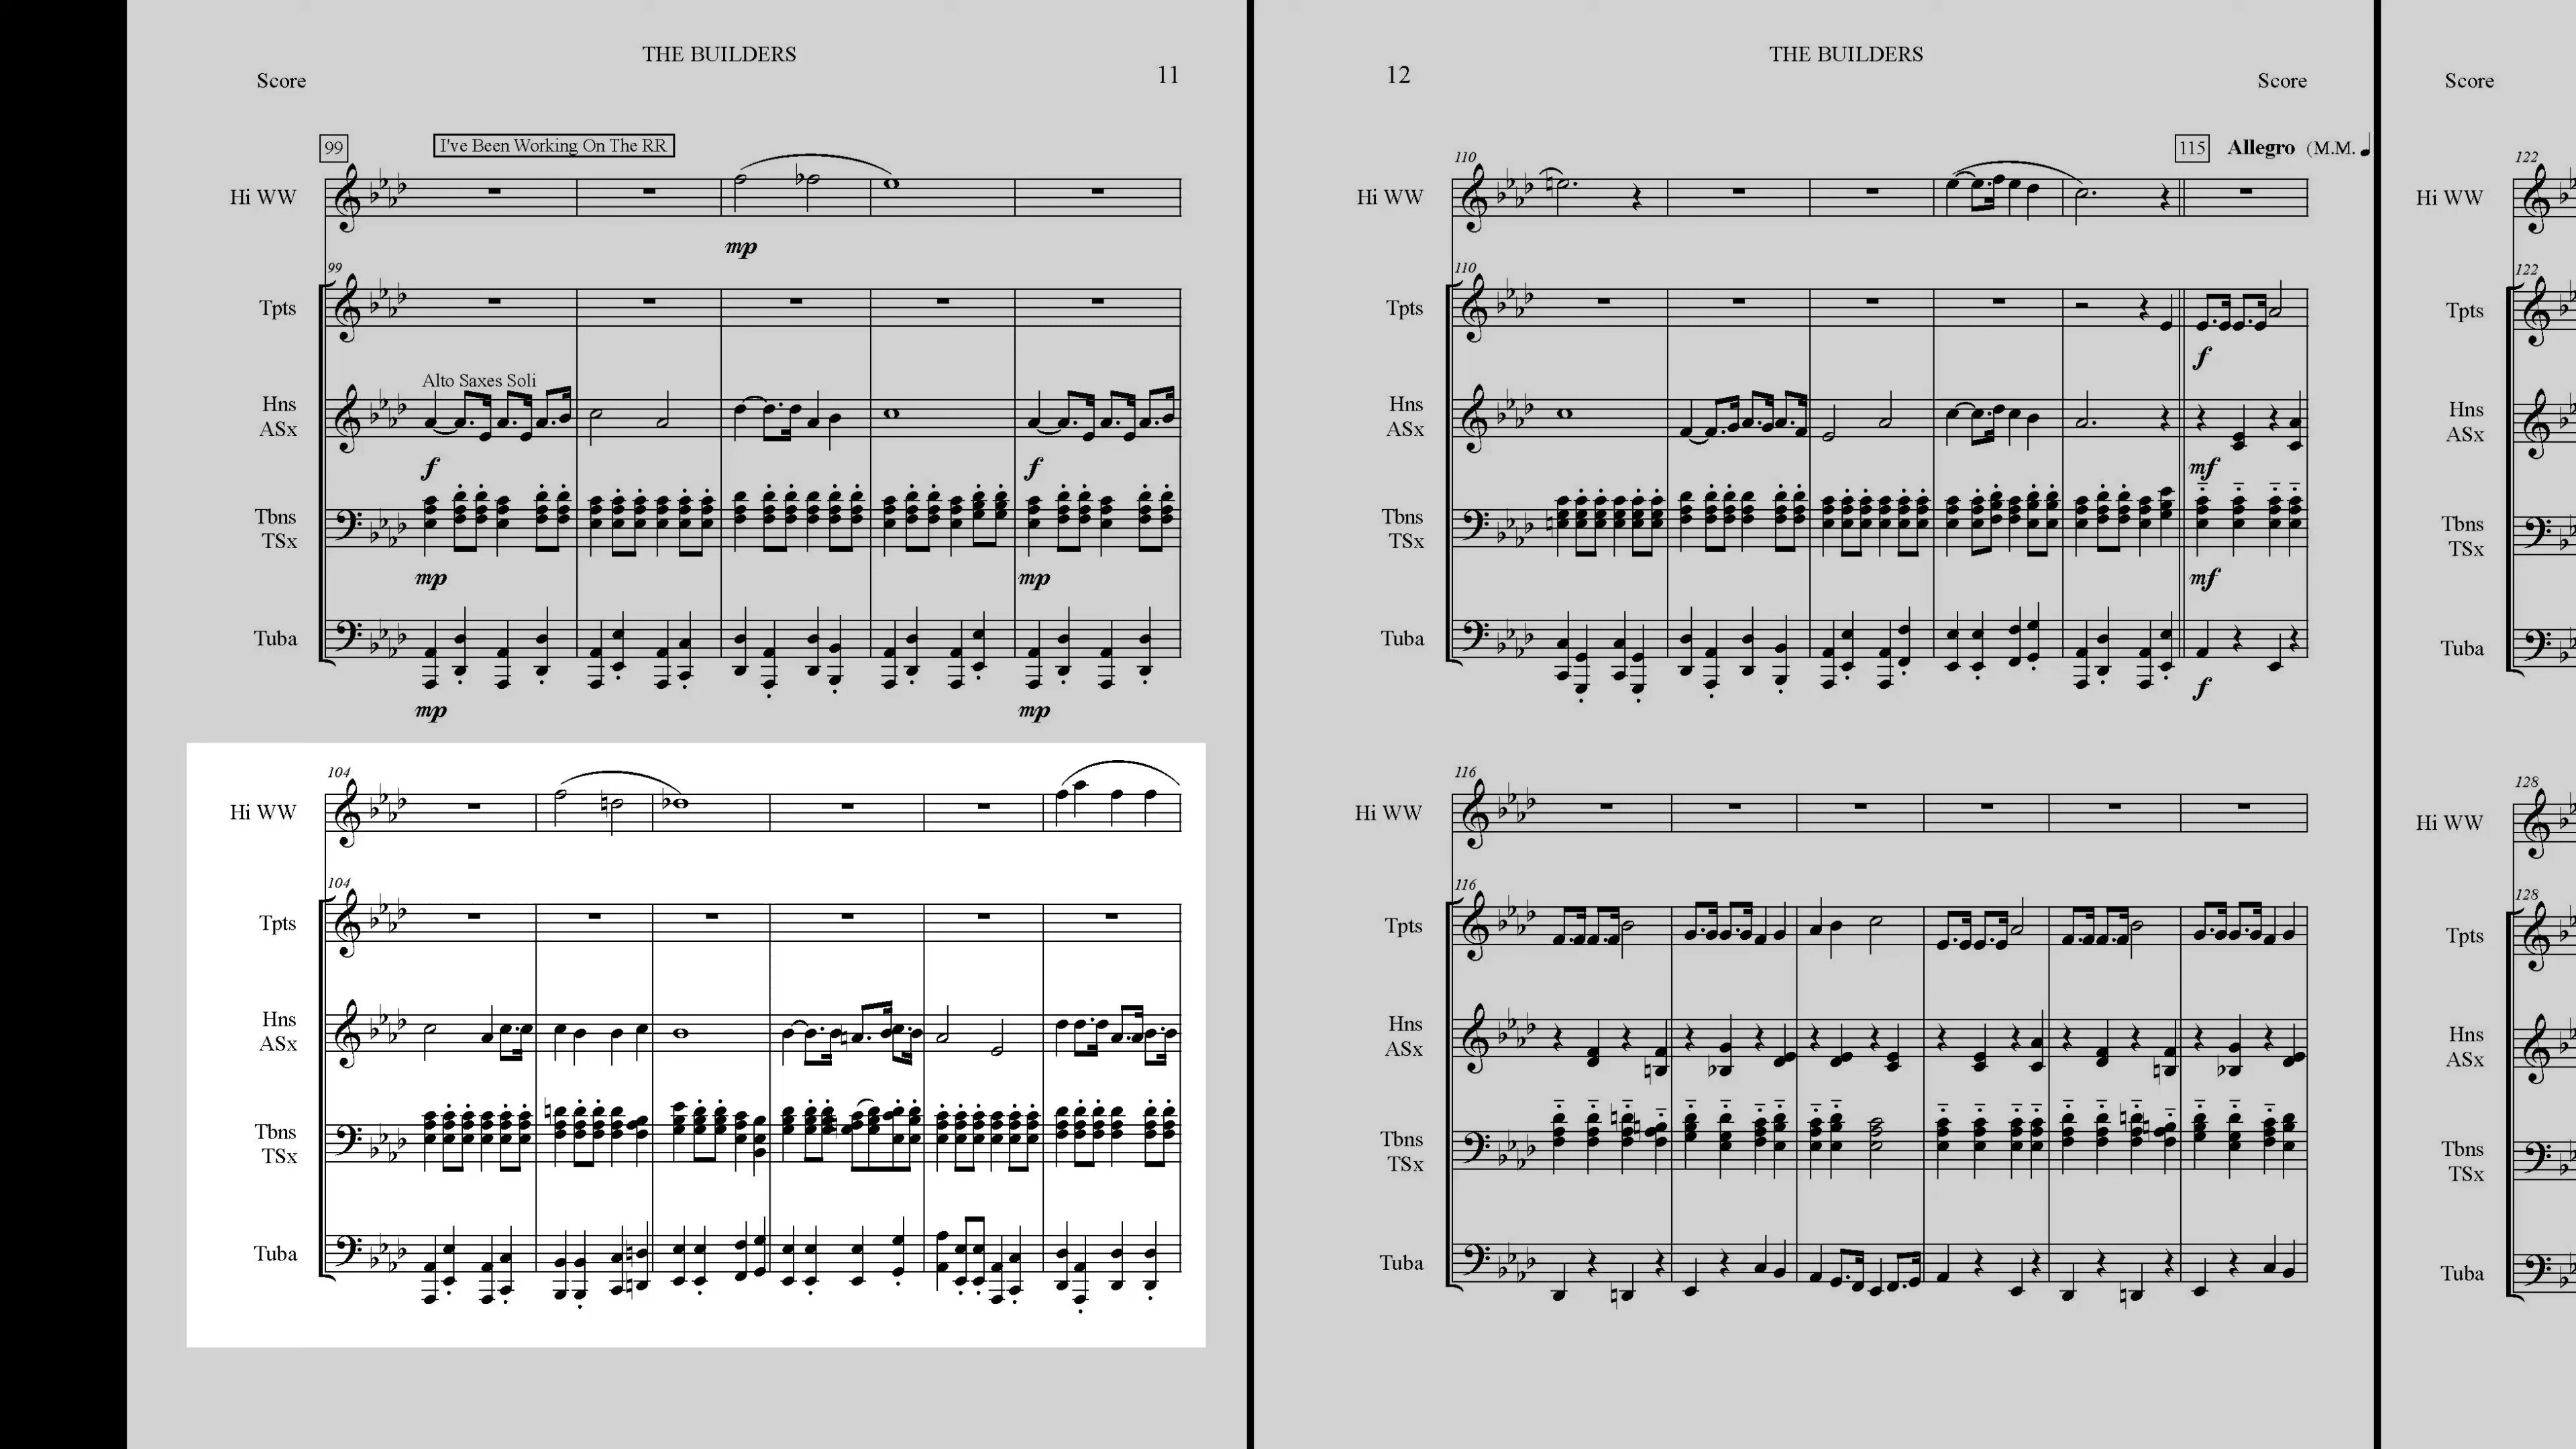 THE BUILDERS
Score
11
99
I've Been Working On The RR
Hi WW
mp
99
Tpts
Alto Saxes Soli
Hns
ASx
f
f
Tbns
TSx
mp
mp
Tuba
mp
mp
104
Hi WW
104
Tpts
Hns
ASx
Tbns
TSx
Tuba
THE BUILDERS
12
Score
110
115
Allegro (M.M.
Hi WW
110
Tpts
f
Hns
ASx
mf
Tbns
TSx
mf
Tuba
f
116
Hi WW
116
Tpts
Hns
ASx
Tbns
TSx
Tuba
Score
122
Hi WW
122
Tpts
Hns
ASx
Tbns
TSx
Tuba
128
Hi WW
128
Tpts
Hns
ASx
Tbns
TSx
Tuba